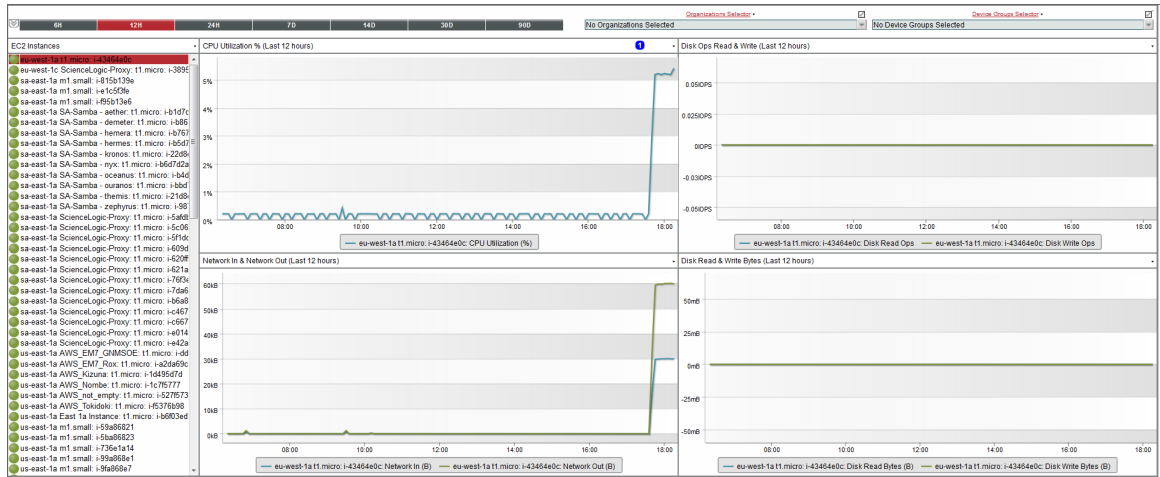 Organizations Selector
Device Groups Selector
6H 12H 24H 7D 14D 30D 90D
No Organizations Selected
No Device Groups Selected
EC2 Instances
eu-west-1a t1.micro: i-43464e0c
eu-west-1c ScienceLogic-Proxy: t1.micro: i-3895
sa-east-1a m1.small: i-815b139e
sa-east-1a m1.small: i-e1c5f3fe
sa-east-1a m1.small: i-f95b13e6
sa-east-1a SA-Samba - aether: t1.micro: i-b1d7c
sa-east-1a SA-Samba - demeter: t1.micro: i-b86
sa-east-1a SA-Samba - hemera: t1.micro: i-b767
sa-east-1a SA-Samba - hermes: t1.micro: i-b5d7
sa-east-1a SA-Samba - kronos: t1.micro: i-22d8
sa-east-1a SA-Samba - nyx: t1.micro: i-b6d7d2a
sa-east-1a SA-Samba - oceanus: t1.micro: i-b4d
sa-east-1a SA-Samba - ouranos: t1.micro: i-bbd
sa-east-1a SA-Samba - themis: t1.micro: i-21d8
sa-east-1a SA-Samba - zephyrus: t1.micro: i-98
sa-east-1a ScienceLogic-Proxy: t1.micro: i-5afd
sa-east-1a ScienceLogic-Proxy: t1.micro: i-5c06
sa-east-1a ScienceLogic-Proxy: t1.micro: i-5f1d
sa-east-1a ScienceLogic-Proxy: t1.micro: i-609d
sa-east-1a ScienceLogic-Proxy: t1.micro: i-620ff
sa-east-1a ScienceLogic-Proxy: t1.micro: i-621a
sa-east-1a ScienceLogic-Proxy: t1.micro: i-76f3
sa-east-1a ScienceLogic-Proxy: t1.micro: i-7da6
sa-east-1a ScienceLogic-Proxy: t1.micro: i-b6a8
sa-east-1a ScienceLogic-Proxy: t1.micro: i-c467
sa-east-1a ScienceLogic-Proxy: t1.micro: i-c667
sa-east-1a ScienceLogic-Proxy: t1.micro: i-e014
sa-east-1a ScienceLogic-Proxy: t1.micro: i-e42a
us-east-1a AWS_EM7_GNMSOE: t1.micro: i-dd
us-east-1a AWS_EM7_Rox: t1.micro: i-a2da69c
us-east-1a AWS_Kizuna: t1.micro: i-1d495d7d
us-east-1a AWS_Nombe: t1.micro: i-1c7f5777
us-east-1a AWS_not_empty: t1.micro: i-527f573
us-east-1a AWS_Tokidoki: t1.micro: i-f5376b98
us-east-1a East 1a Instance: t1.micro: i-b6f03ed
us-east-1a m1.small: i-59a86821
us-east-1a m1.small: i-5ba86823
us-east-1a m1.small: i-736e1a14
us-east-1a m1.small: i-99a868e1
us-east-1a m1.small: i-9fa868e7
CPU Utilization % (Last 12 hours)
1
5%
4%
3%
2%
1%
0%
08:00 10:00 12:00 14:00 16:00 18:00
eu-west-1a t1.micro: i-43464e0c: CPU Utilization (%)
Disk Ops Read & Write (Last 12 hours)
0.05IOPS
0.025IOPS
0IOPS
-0.03IOPS
-0.05IOPS
08:00 10:00 12:00 14:00 16:00 18:00
eu-west-1a t1.micro: i-43464e0c: Disk Read Ops eu-west-1a t1.micro: i-43464e0c: Disk Write Ops
Network In & Network Out (Last 12 hours)
60kB
50kB
40kB
30kB
20kB
10kB
0kB
08:00 10:00 12:00 14:00 16:00 18:00
eu-west-1a t1.micro: i-43464e0c: Network In (B) eu-west-1a t1.micro: i-43464e0c: Network Out (B)
Disk Read & Write Bytes (Last 12 hours)
50mB
25mB
0mB
-25mB
-50mB
08:00 10:00 12:00 14:00 16:00 18:00
eu-west-1a t1.micro: i-43464e0c: Disk Read Bytes (B) eu-west-1a t1.micro: i-43464e0c: Disk Write Bytes (B)